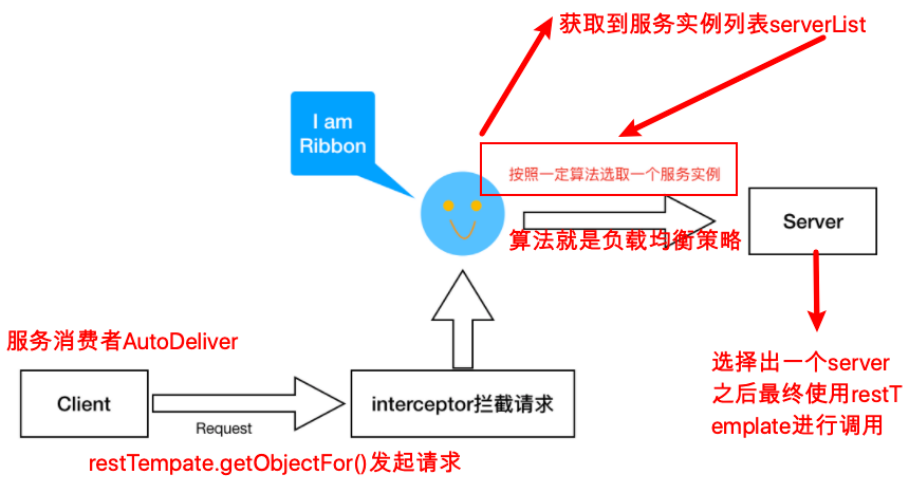 获取到服务实例列表serverList
I am
Ribbon
按照一定算法选取一个服务实例
Server
算法就是负载均衡策略
服务消费者AutoDeliver
选择出一个server
之后最终使用restT
emplate进行调用
Client
Request
interceptor拦截请求
restTempate.getObjectFor()发起请求